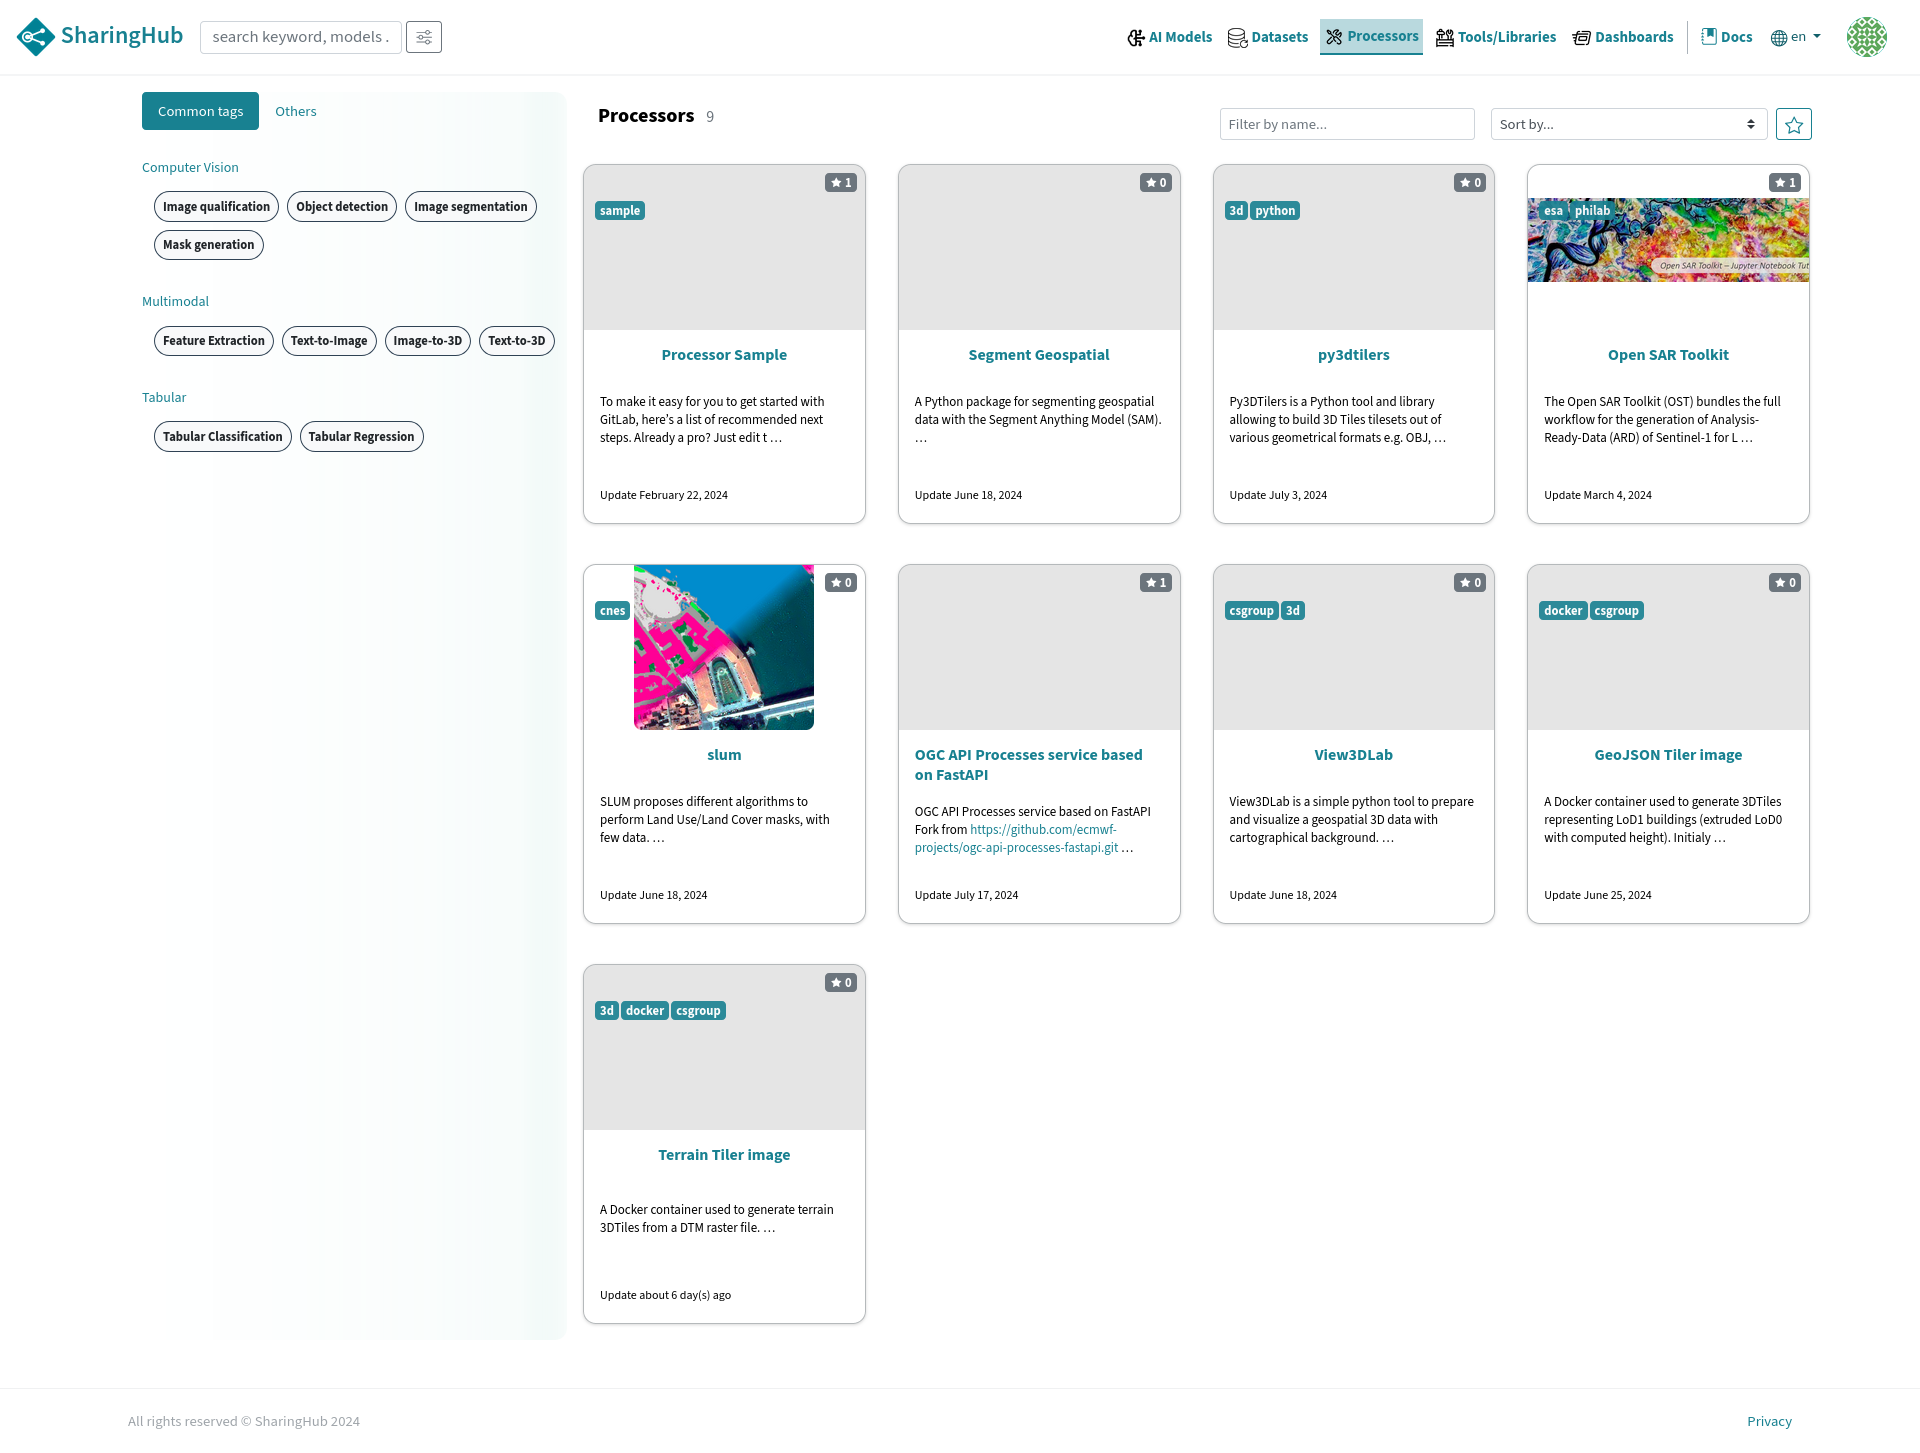 SharingHub
search keyword, models .
AI Models
Datasets
Processors
Tools/Libraries
Dashboards
Docs
en
Common tags
Others
Computer Vision
Image qualification
Object detection
Image segmentation
Mask generation
Multimodal
Feature Extraction
Text-to-Image
Image-to-3D
Text-to-3D
Tabular
Tabular Classification
Tabular Regression
Processors 9
Filter by name...
Sort by...
1
sample
Processor Sample
To make it easy for you to get started with
GitLab, here's a list of recommended next
steps. Already a pro? Just edit t …
Update February 22, 2024
0
Segment Geospatial
A Python package for segmenting geospatial
data with the Segment Anything Model (SAM).
…
Update June 18, 2024
0
3d python
py3dtilers
Py3DTilers is a Python tool and library
allowing to build 3D Tiles tilesets out of
various geometrical formats e.g. OBJ, …
Update July 3, 2024
1
esa philab
Open SAR Toolkit – Jupyter Notebook Tut
Open SAR Toolkit
The Open SAR Toolkit (OST) bundles the full
workflow for the generation of Analysis-
Ready-Data (ARD) of Sentinel-1 for L …
Update March 4, 2024
0
cnes
slum
SLUM proposes different algorithms to
perform Land Use/Land Cover masks, with
few data. …
Update June 18, 2024
1
OGC API Processes service based
on FastAPI
OGC API Processes service based on FastAPI
Fork from https://github.com/ecmwf-
projects/ogc-api-processes-fastapi.git …
Update July 17, 2024
0
csgroup 3d
View3DLab
View3DLab is a simple python tool to prepare
and visualize a geospatial 3D data with
cartographical background. …
Update June 18, 2024
0
docker csgroup
GeoJSON Tiler image
A Docker container used to generate 3DTiles
representing LoD1 buildings (extruded LoD0
with computed height). Initialy …
Update June 25, 2024
0
3d docker csgroup
Terrain Tiler image
A Docker container used to generate terrain
3DTiles from a DTM raster file. …
Update about 6 day(s) ago
All rights reserved © SharingHub 2024
Privacy